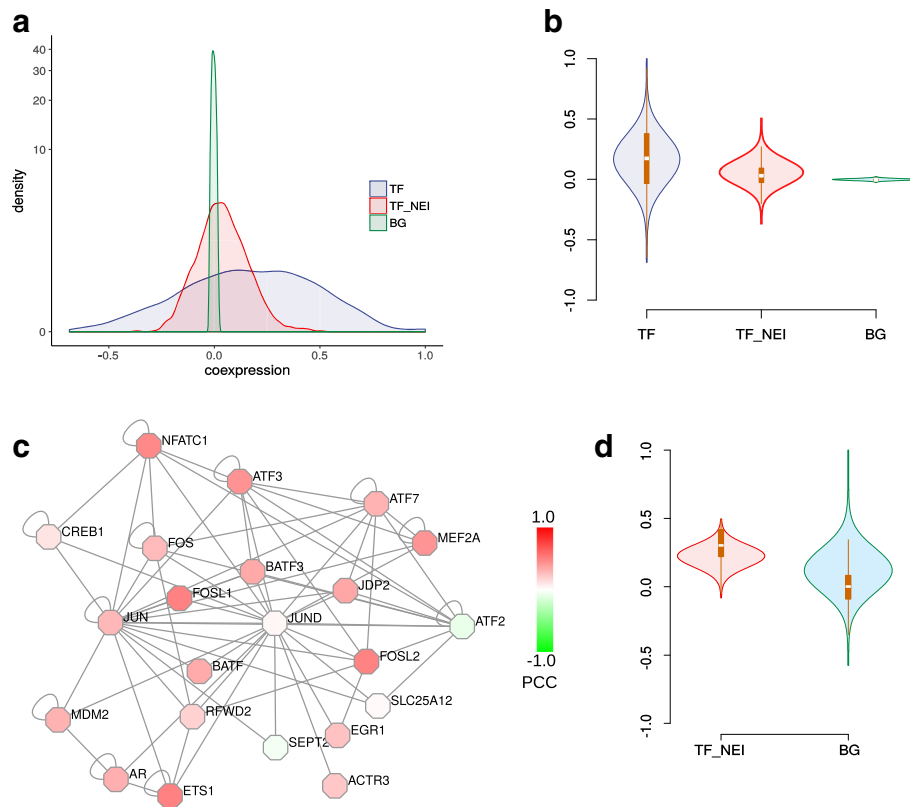 a
40
30
20
10
0
density
-0.5
0.0
0.5
1.0
coexpression
TF
TF_NEI
BG
b
1.0
0.5
0.0
-0.5
-1.0
TF
TF_NEI
BG
c
NFATC1
ATF3
ATF7
CREB1
FOS
MEF2A
BATF3
JDP2
FOSL1
JUN
JUND
ATF2
FOSL2
BATF
SLC25A12
MDM2
RFWD2
EGR1
SEPT2
AR
ETS1
ACTR3
1.0
-1.0
PCC
d
1.0
0.5
0.0
-0.5
-1.0
TF_NEI
BG